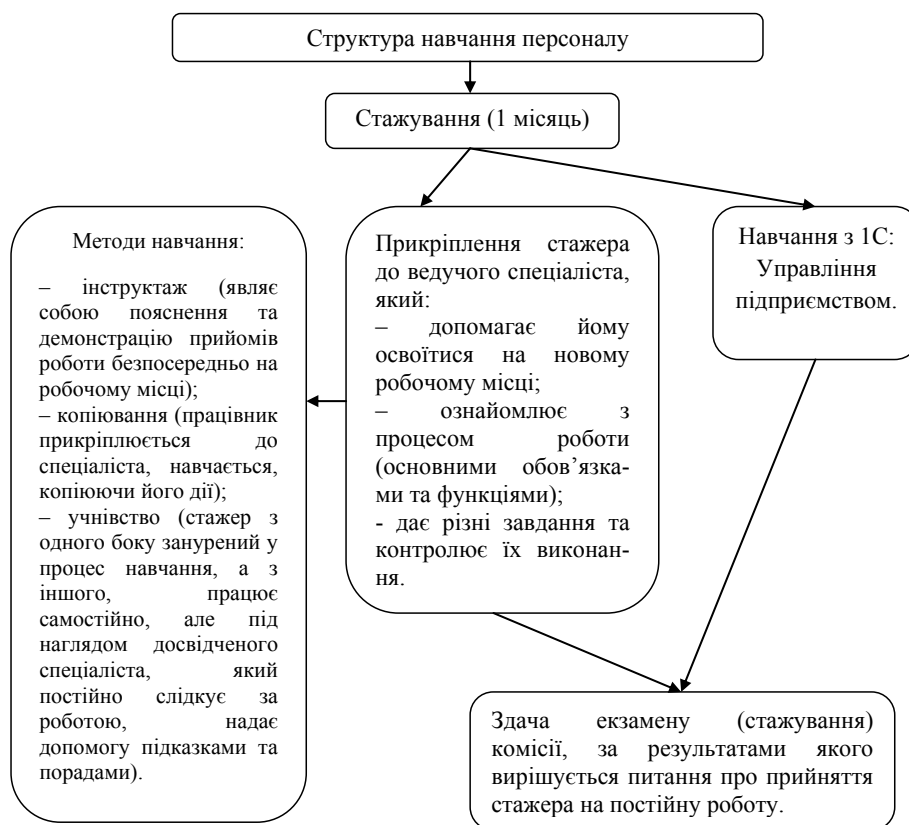 Структура навчання персоналу
Стажування (1 місяць)
Методи навчання:
– інструктаж (являє
собою пояснення та
демонстрацію прийомів
роботи безпосередньо на
робочому місці);
– копіювання (працівник
прикріплюється до
спеціаліста, навчається,
копіюючи його дії);
– учнівство (стажер з
одного боку занурений у
процес навчання, а з
іншого, працює
самостійно, але під
наглядом досвідченого
спеціаліста, який
постійно слідкує за
роботою, надає
допомогу підказками та
порадами).
Прикріплення стажера
до ведучого спеціаліста,
який:
– допомагає йому
освоїтися на новому
робочому місці;
– ознайомлює з
процесом роботи
(основними обов’язка-
ми та функціями);
- дає різні завдання та
контролює їх виконан-
ня.
Навчання з 1С:
Управління
підприємством.
Здача екзамену (стажування)
комісії, за результатами якого
вирішується питання про прийняття
стажера на постійну роботу.